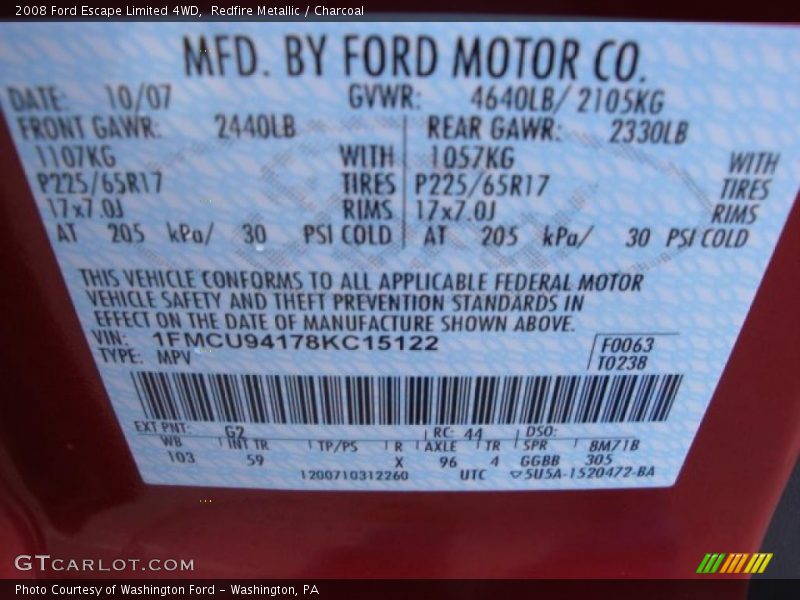 2008 Ford Escape Limited 4WD, Redfire Metallic / Charcoal
MFD. BY FORD MOTOR CO.
DATE: 10/07 GVWR: 4640LB/ 2105KG
FRONT GAWR: 2440LB REAR GAWR: 2330LB
1107KG WITH 1057KG WITH
P225/65R17 TIRES P225/65R17 TIRES
17x7.0J RIMS 17x7.0J RIMS
AT 205 kPa/ 30 PSI COLD AT 205 kPa/ 30 PSI COLD
THIS VEHICLE CONFORMS TO ALL APPLICABLE FEDERAL MOTOR
VEHICLE SAFETY AND THEFT PREVENTION STANDARDS IN
EFFECT ON THE DATE OF MANUFACTURE SHOWN ABOVE.
VIN: 1FMCU94178KC15122 F0063
TYPE: MPV T0238
EXT PNT: G2 RC: 44 DSO:
WB INT TR TP/PS R AXLE TR SPR 8M71B
103 59 X 96 4 GGBB 305
1200710312260 UTC 5U5A-1520472-BA
GTCARLOT.COM
Photo Courtesy of Washington Ford - Washington, PA